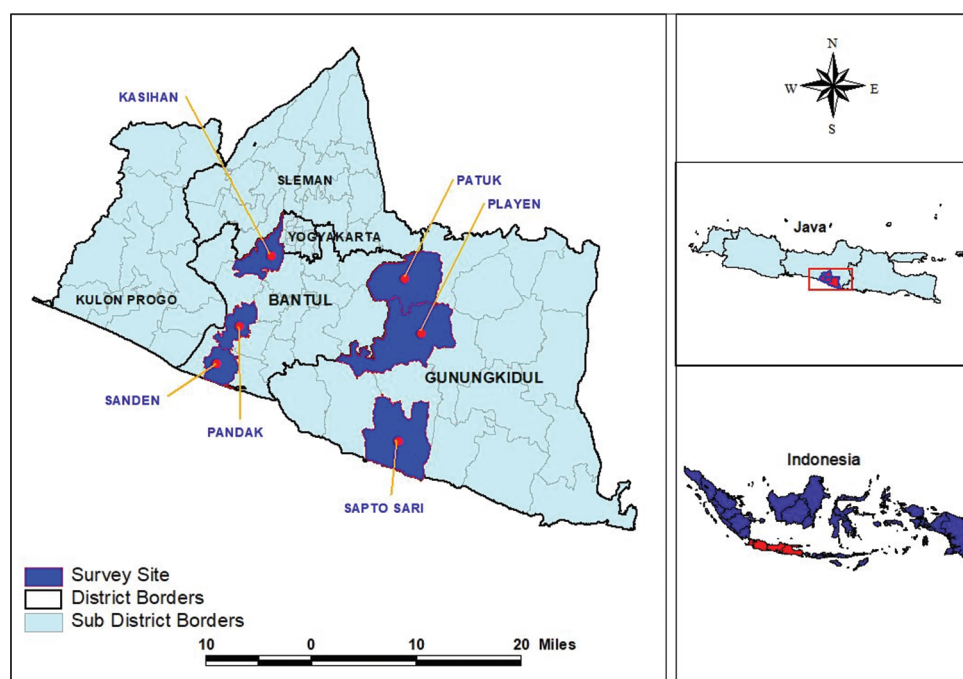 KASIHAN
SLEMAN
PATUK
PLAYEN
YOGYAKARTA
KULON PROGO
BANTUL
GUNUNGKIDUL
SANDEN
PANDAK
SAPTO SARI
Survey Site
District Borders
Sub District Borders
10 0 10 20 Miles
N
W E
S
Java
Indonesia